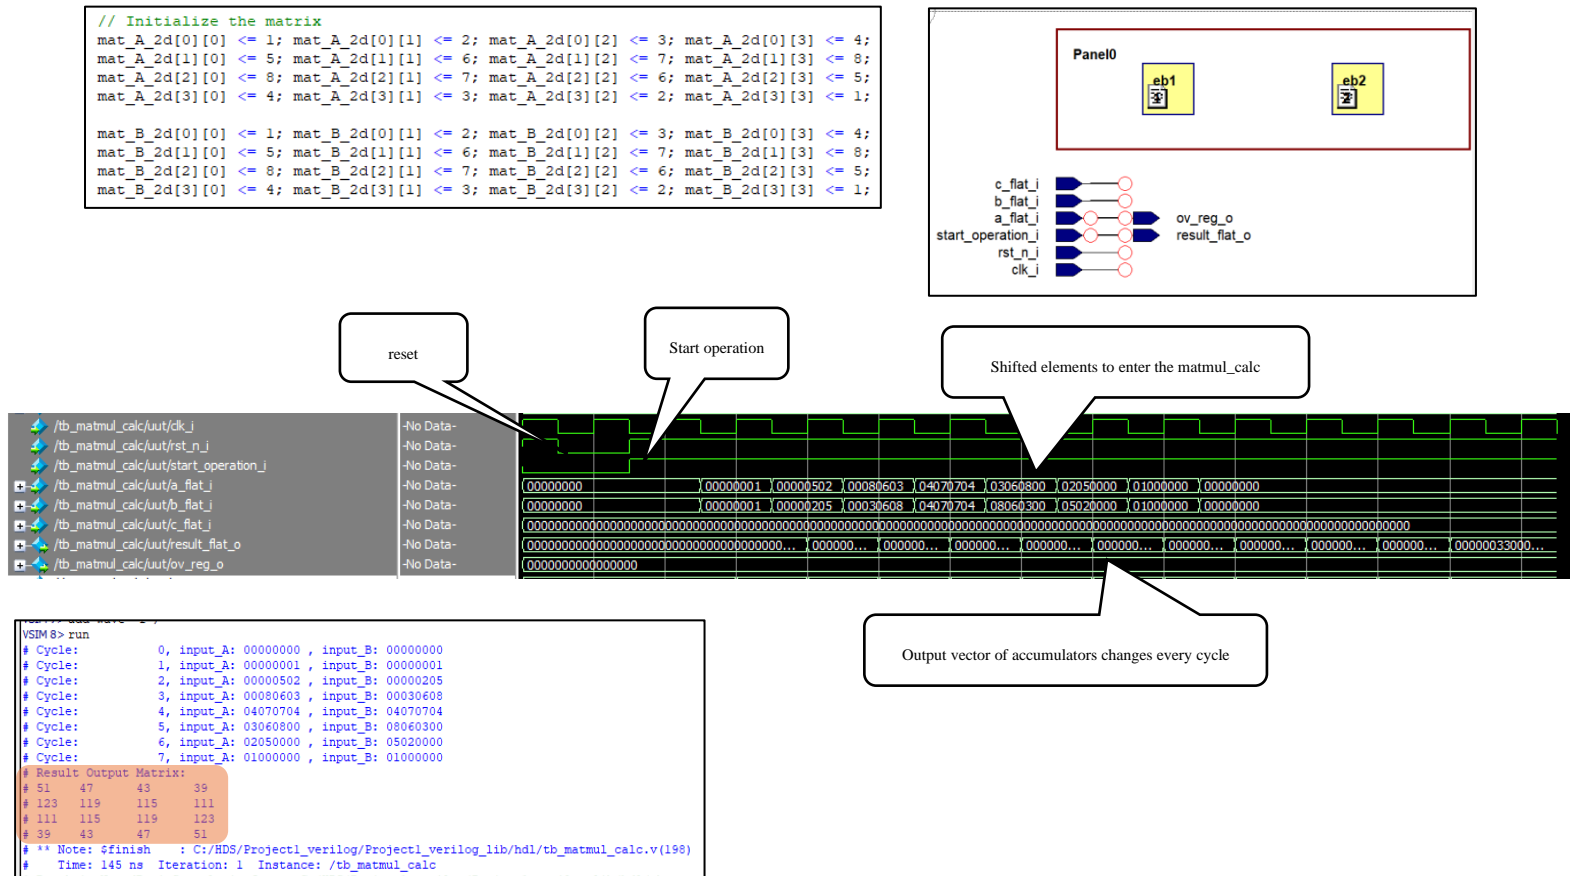 // Initialize the matrix
mat_A_2d[0][0] <= 1; mat_A_2d[0][1] <= 2; mat_A_2d[0][2] <= 3; mat_A_2d[0][3] <= 4;
mat_A_2d[1][0] <= 5; mat_A_2d[1][1] <= 6; mat_A_2d[1][2] <= 7; mat_A_2d[1][3] <= 8;
mat_A_2d[2][0] <= 8; mat_A_2d[2][1] <= 7; mat_A_2d[2][2] <= 6; mat_A_2d[2][3] <= 5;
mat_A_2d[3][0] <= 4; mat_A_2d[3][1] <= 3; mat_A_2d[3][2] <= 2; mat_A_2d[3][3] <= 1;
mat_B_2d[0][0] <= 1; mat_B_2d[0][1] <= 2; mat_B_2d[0][2] <= 3; mat_B_2d[0][3] <= 4;
mat_B_2d[1][0] <= 5; mat_B_2d[1][1] <= 6; mat_B_2d[1][2] <= 7; mat_B_2d[1][3] <= 8;
mat_B_2d[2][0] <= 8; mat_B_2d[2][1] <= 7; mat_B_2d[2][2] <= 6; mat_B_2d[2][3] <= 5;
mat_B_2d[3][0] <= 4; mat_B_2d[3][1] <= 3; mat_B_2d[3][2] <= 2; mat_B_2d[3][3] <= 1;
Panel0
eb1 eb2
c_flat_i
b_flat_i
a_flat_i ov_reg_o
start_operation_i result_flat_o
rst_n_i
clk_i
reset
Start operation
Shifted elements to enter the matmul_calc
/tb_matmul_calc/uut/clk_i -No Data-
/tb_matmul_calc/uut/rst_n_i -No Data-
/tb_matmul_calc/uut/start_operation_i -No Data-
/tb_matmul_calc/uut/a_flat_i -No Data- 00000000 00000001 00000502 00080603 04070704 03060800 02050000 01000000 00000000
/tb_matmul_calc/uut/b_flat_i -No Data- 00000000 00000001 00000205 00030608 04070704 08060300 05020000 01000000 00000000
/tb_matmul_calc/uut/c_flat_i -No Data-
/tb_matmul_calc/uut/result_flat_o -No Data- 000000... 000000... 000000... 000000... 000000... 000000... 000000... 000000... 000000... 00000033000...
/tb_matmul_calc/uut/ov_reg_o -No Data- 0000000000000000
Output vector of accumulators changes every cycle
VSIM 8> run
# Cycle: 0, input_A: 00000000 , input_B: 00000000
# Cycle: 1, input_A: 00000001 , input_B: 00000001
# Cycle: 2, input_A: 00000502 , input_B: 00000205
# Cycle: 3, input_A: 00080603 , input_B: 00030608
# Cycle: 4, input_A: 04070704 , input_B: 04070704
# Cycle: 5, input_A: 03060800 , input_B: 08060300
# Cycle: 6, input_A: 02050000 , input_B: 05020000
# Cycle: 7, input_A: 01000000 , input_B: 01000000
# Result Output Matrix:
# 51 47 43 39
# 123 119 115 111
# 111 115 119 123
# 39 43 47 51
# ** Note: $finish : C:/HDS/Project1_verilog/Project1_verilog_lib/hdl/tb_matmul_calc.v(198)
# Time: 145 ns Iteration: 1 Instance: /tb_matmul_calc